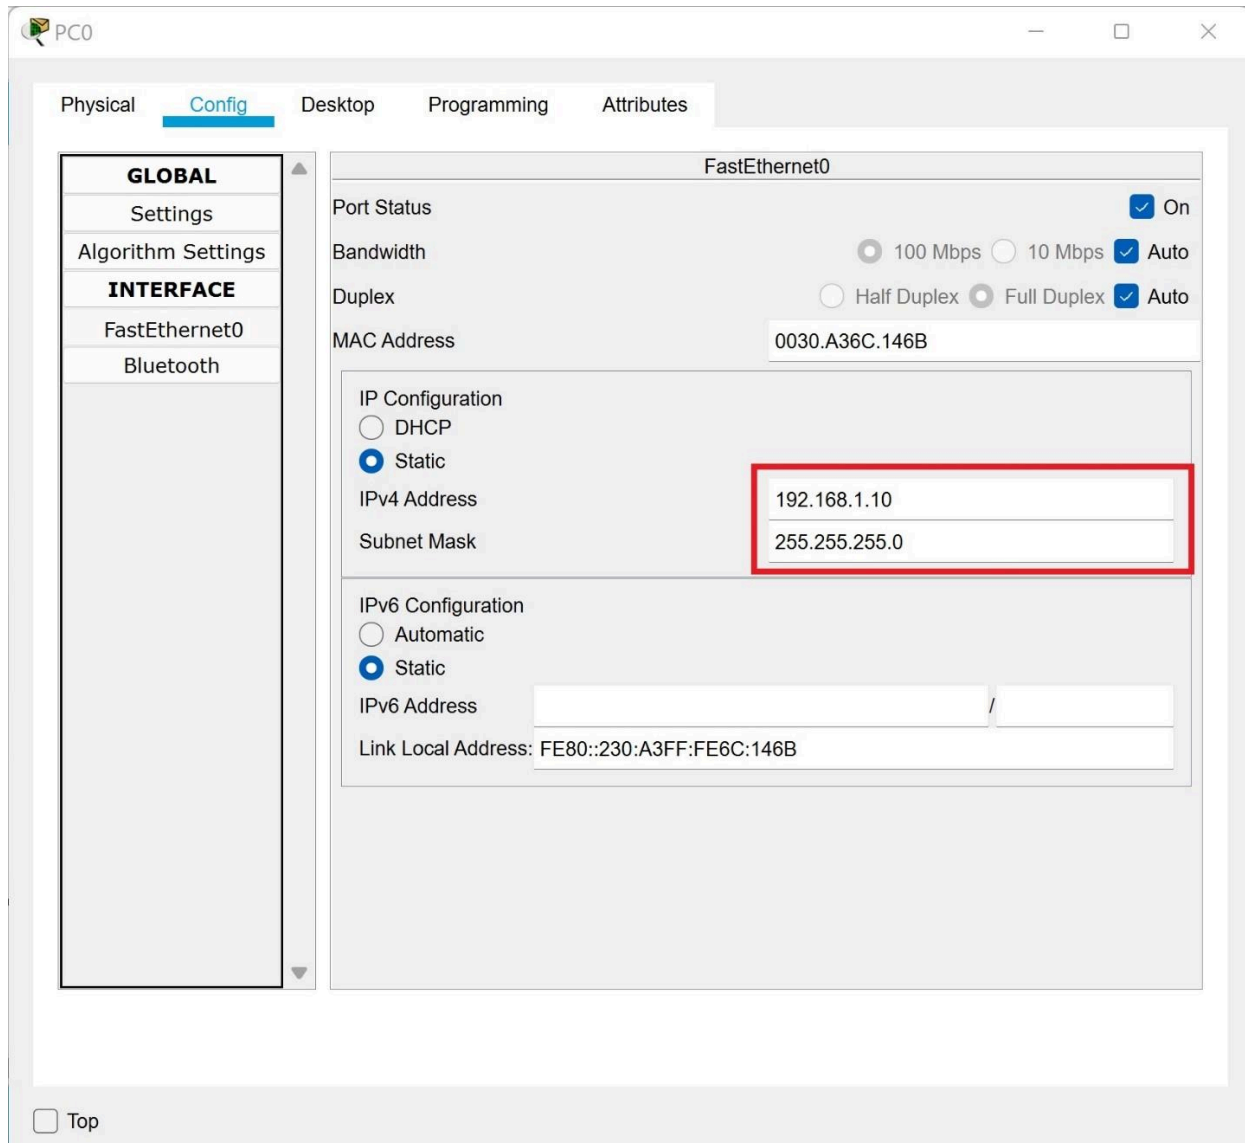 PC0
Physical Config Desktop Programming Attributes
GLOBAL
Settings
Algorithm Settings
INTERFACE
FastEthernet0
Bluetooth
FastEthernet0
Port Status On
Bandwidth 100 Mbps 10 Mbps Auto
Duplex Half Duplex Full Duplex Auto
MAC Address 0030.A36C.146B
IP Configuration
DHCP
Static
IPv4 Address 192.168.1.10
Subnet Mask 255.255.255.0
IPv6 Configuration
Automatic
Static
IPv6 Address /
Link Local Address: FE80::230:A3FF:FE6C:146B
Top